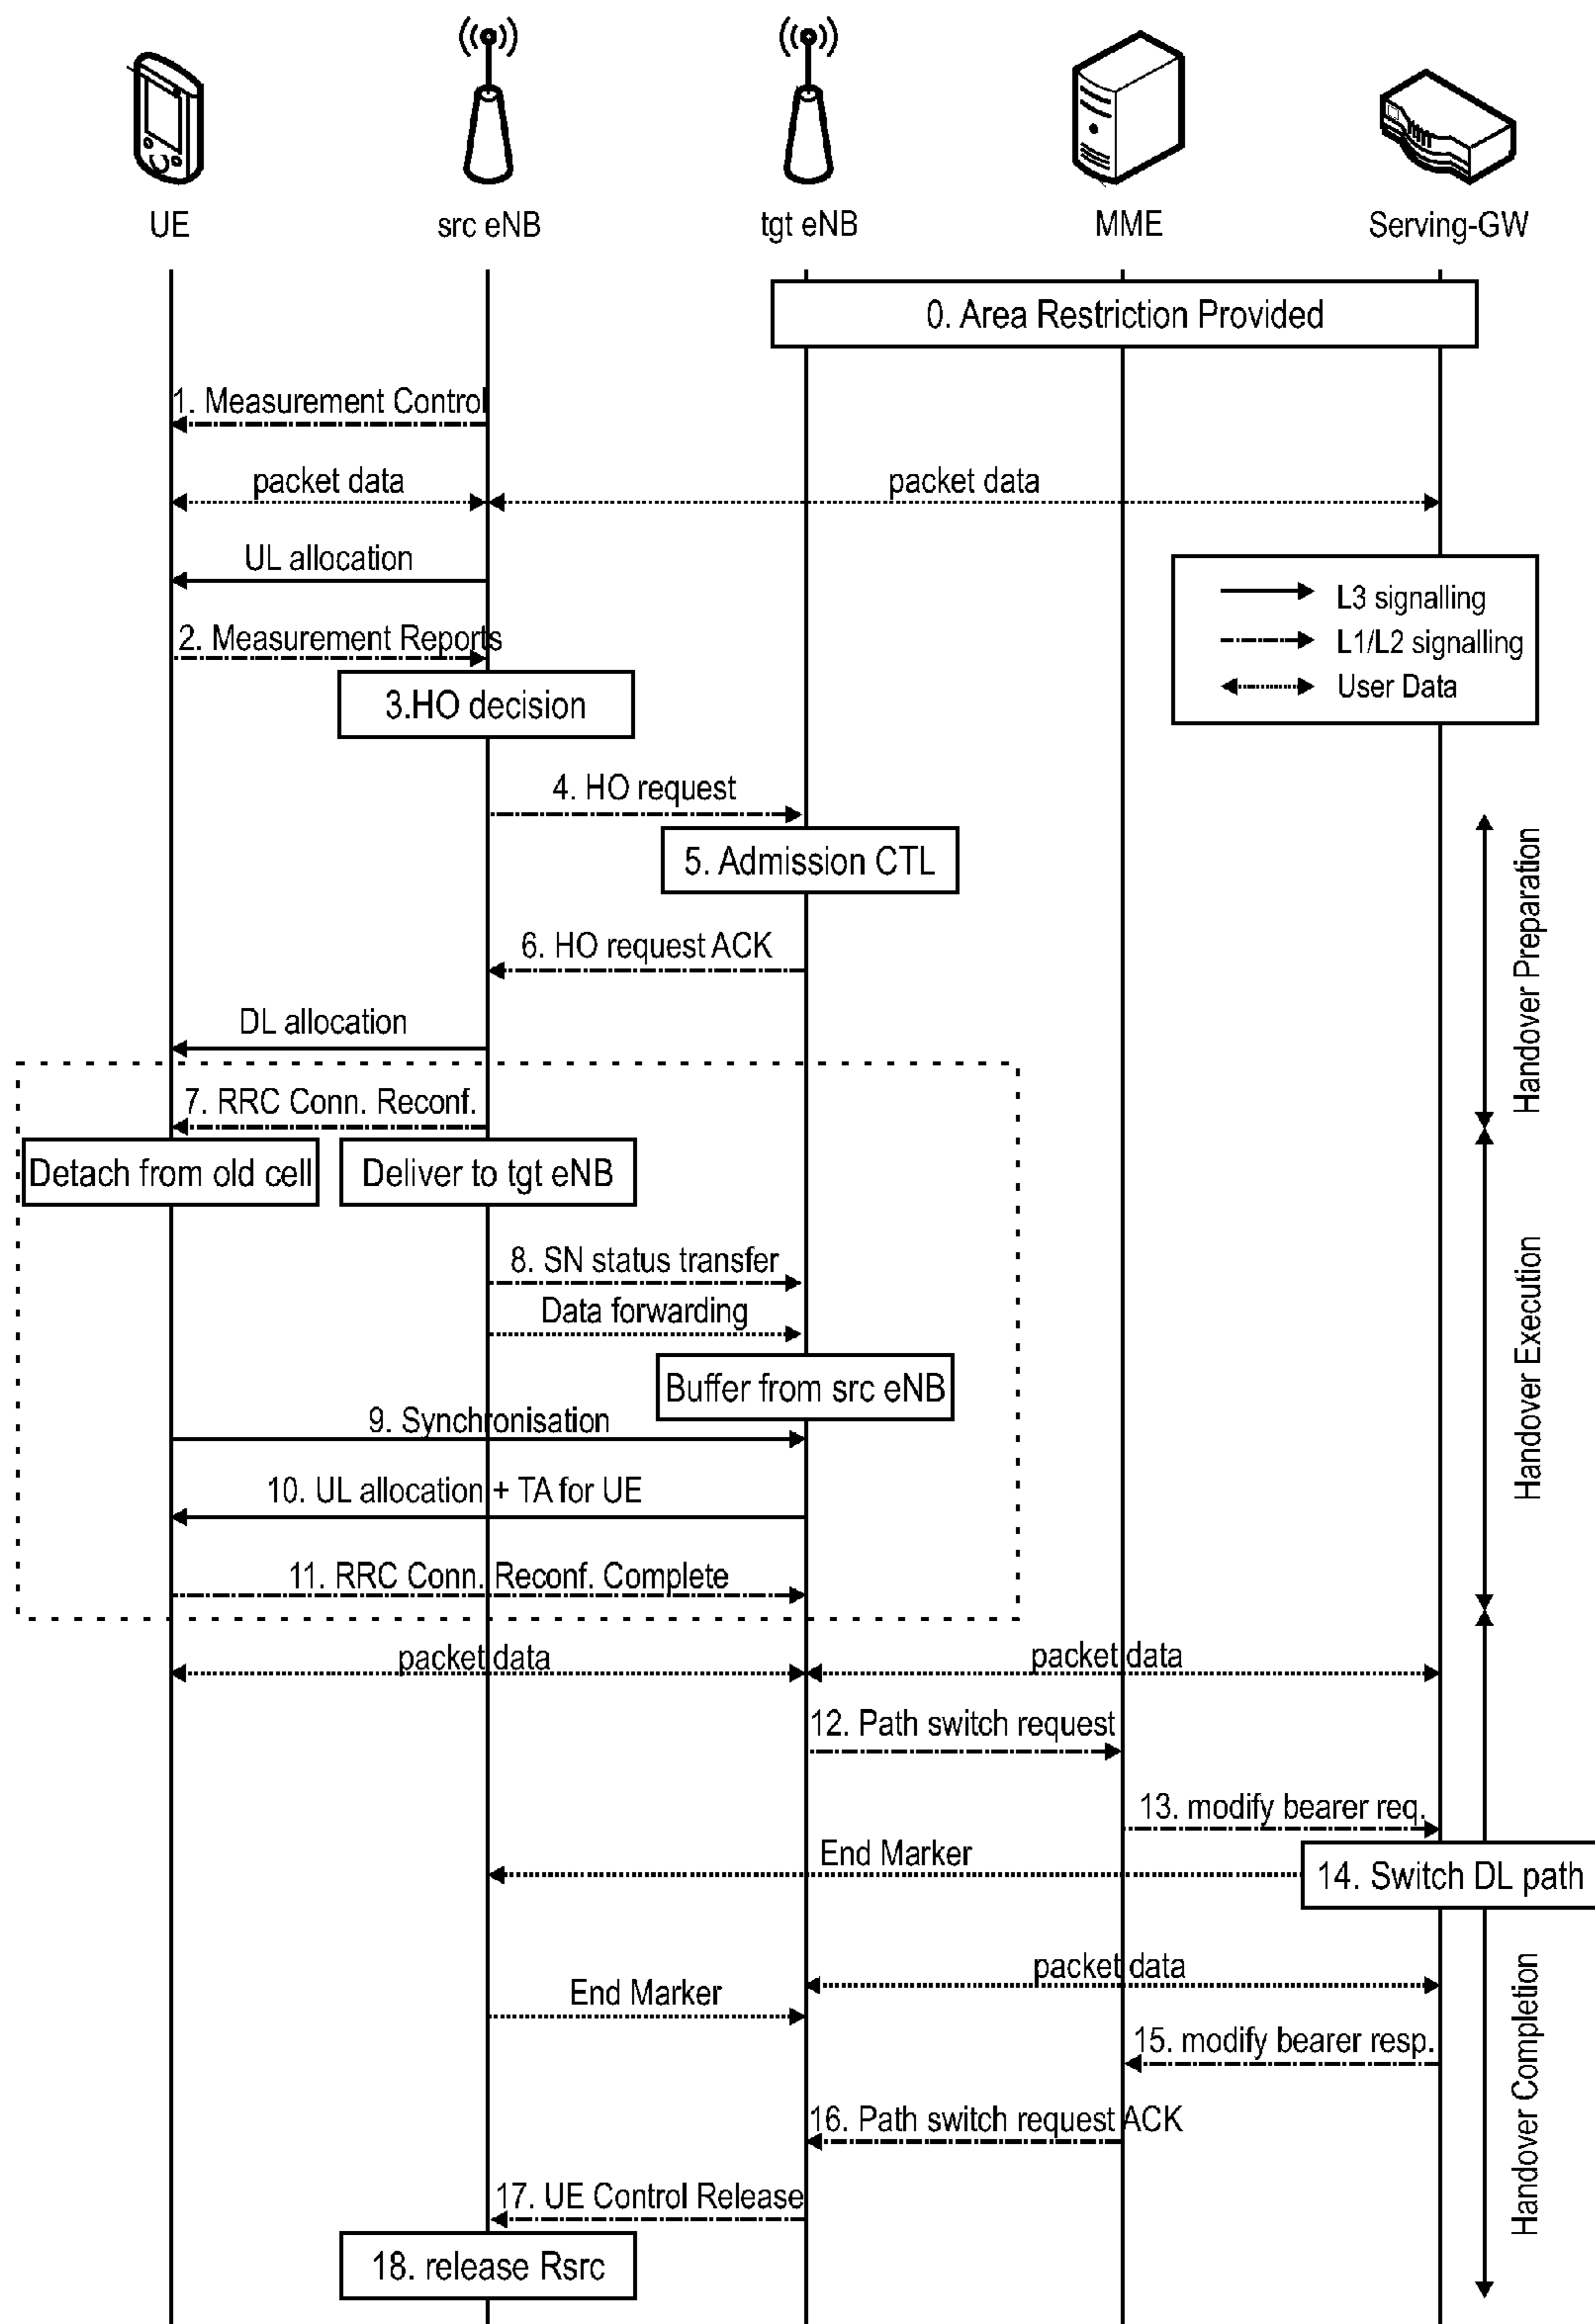 UE
src eNB
tgt eNB
MME
Serving-GW
0. Area Restriction Provided
1. Measurement Control
packet data
packet data
UL allocation
L3 signalling
2. Measurement Reports
L1/L2 signalling
User Data
3.HO decision
4. HO request
5. Admission CTL
6. HO request ACK
Handover Preparation
DL allocation
7. RRC Conn. Reconf.
Detach from old cell
Deliver to tgt eNB
8. SN status transfer
Data forwarding
Handover Execution
Buffer from src eNB
9. Synchronisation
10. UL allocation + TA for UE
11. RRC Conn. Reconf. Complete
packet data
packet data
12. Path switch request
13. modify bearer req.
End Marker
14. Switch DL path
packet data
End Marker
15. modify bearer resp.
Handover Completion
16. Path switch request ACK
17. UE Control Release
18. release Rsrc